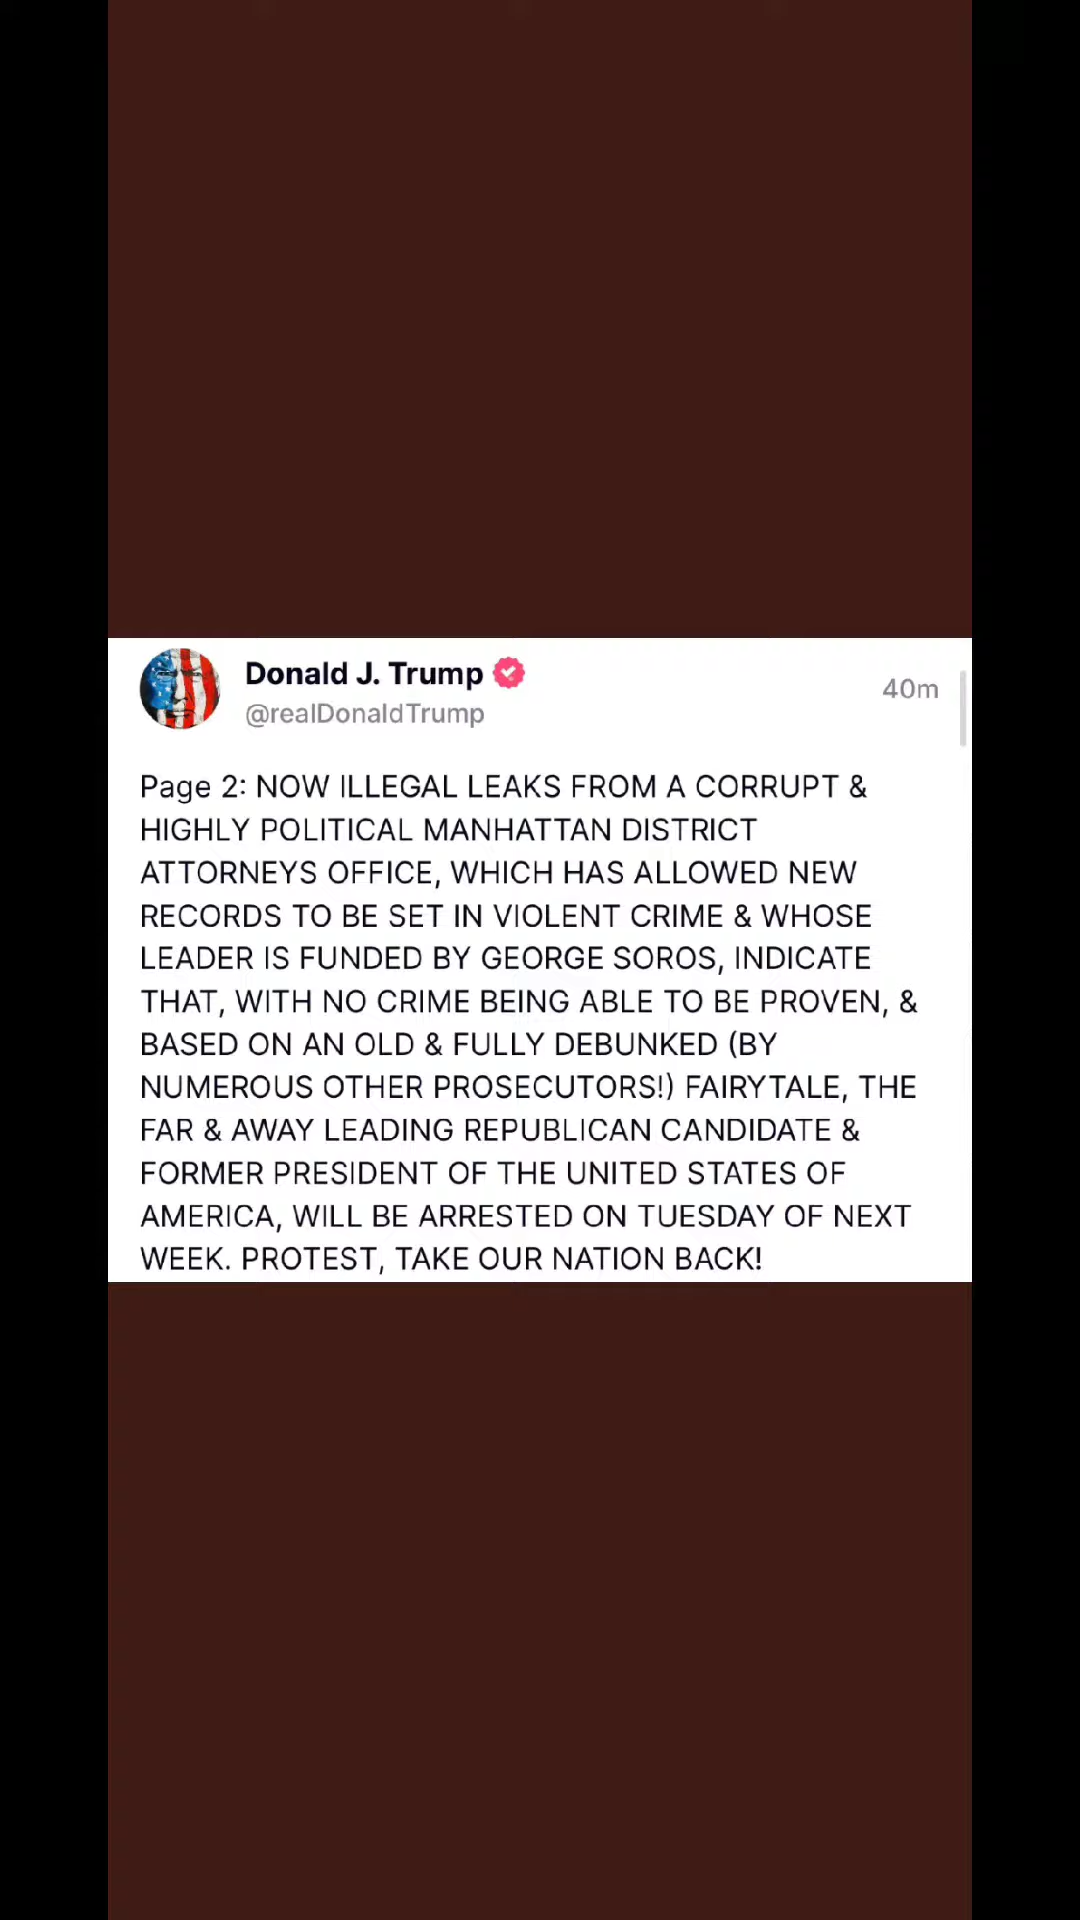 Donald J. Trump
@realDonaldTrump
40m
Page 2: NOW ILLEGAL LEAKS FROM A CORRUPT &
HIGHLY POLITICAL MANHATTAN DISTRICT
ATTORNEYS OFFICE, WHICH HAS ALLOWED NEW
RECORDS TO BE SET IN VIOLENT CRIME & WHOSE
LEADER IS FUNDED BY GEORGE SOROS, INDICATE
THAT, WITH NO CRIME BEING ABLE TO BE PROVEN, &
BASED ON AN OLD & FULLY DEBUNKED (BY
NUMEROUS OTHER PROSECUTORS!) FAIRYTALE, THE
FAR & AWAY LEADING REPUBLICAN CANDIDATE &
FORMER PRESIDENT OF THE UNITED STATES OF
AMERICA, WILL BE ARRESTED ON TUESDAY OF NEXT
WEEK. PROTEST, TAKE OUR NATION BACK!